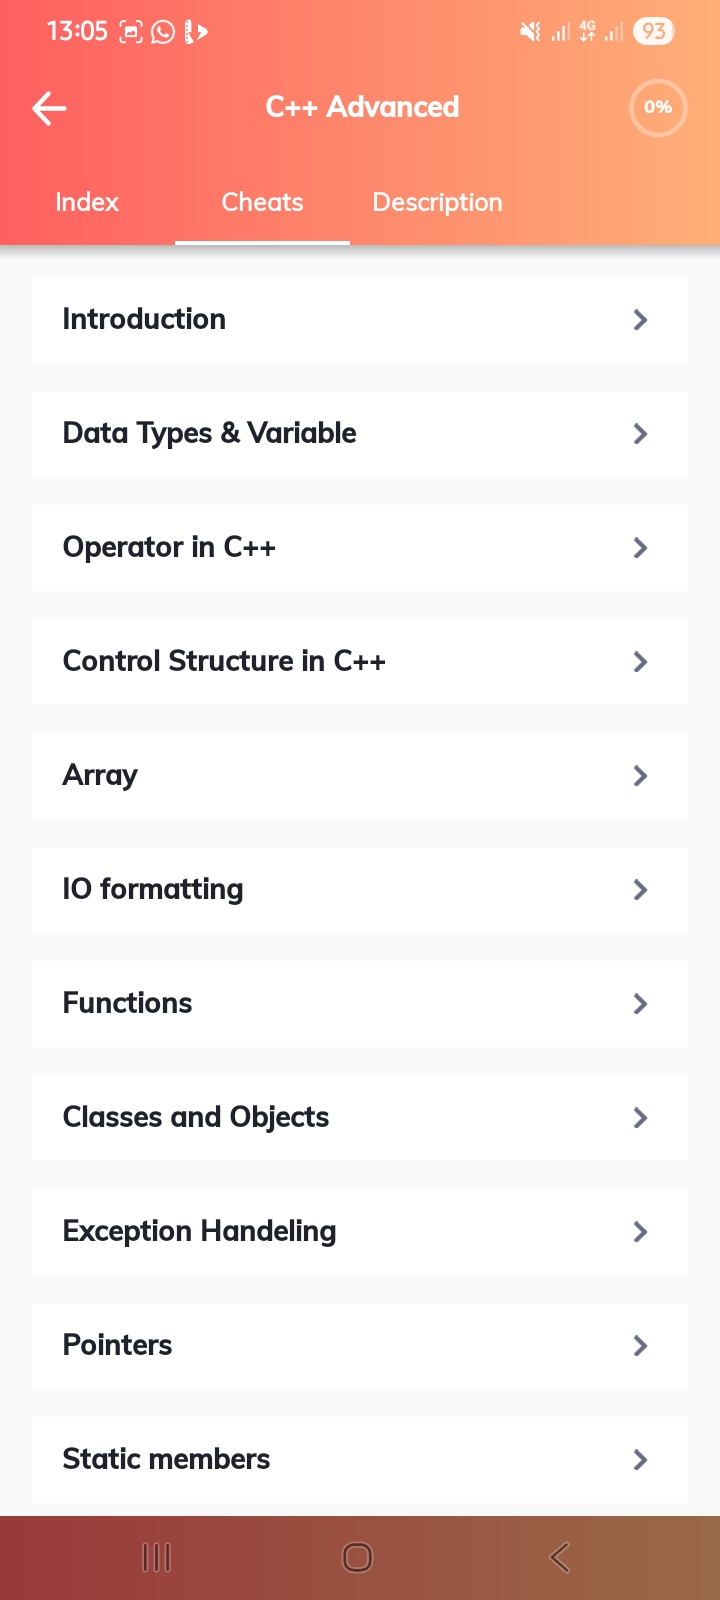 13:05
4G
93
C++ Advanced
0%
Index
Cheats
Description
Introduction
Data Types & Variable
Operator in C++
Control Structure in C++
Array
IO formatting
Functions
Classes and Objects
Exception Handeling
Pointers
Static members